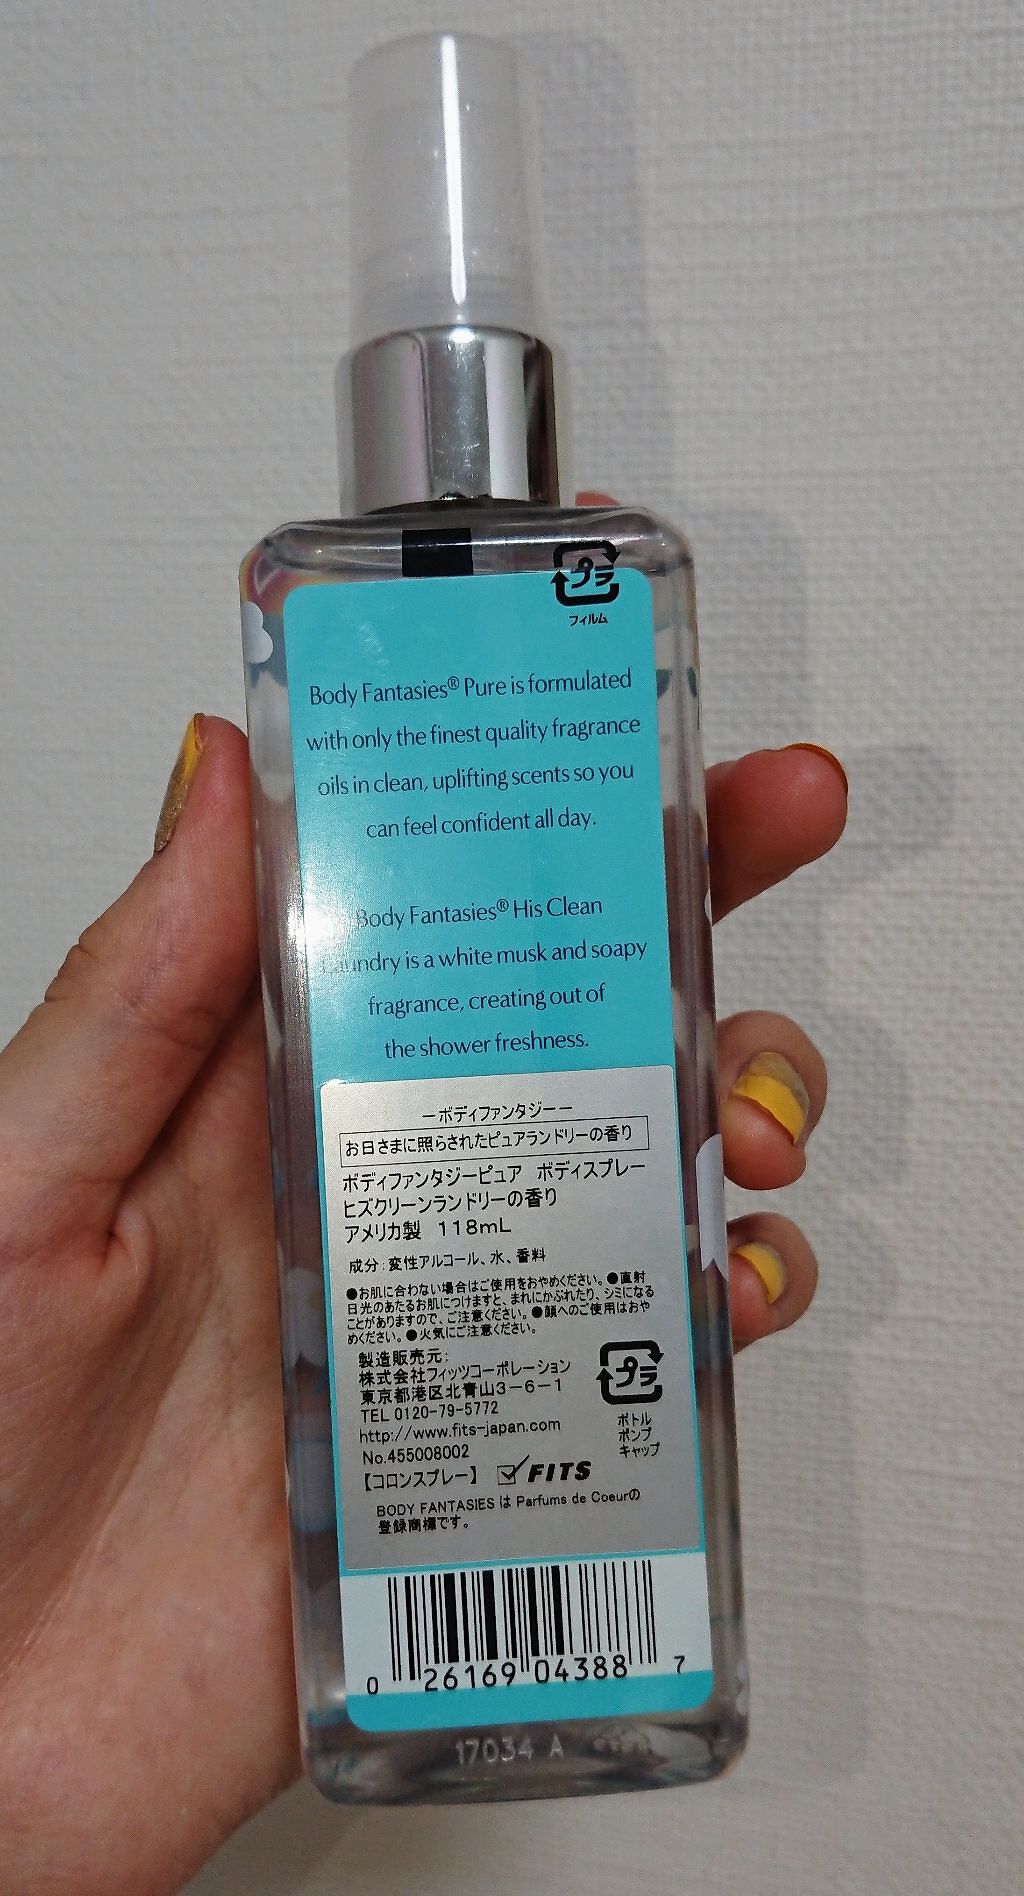 プラ
フィルム
Body Fantasies® Pure is formulated
with only the finest quality fragrance
oils in clean, uplifting scents so you
can feel confident all day.
Body Fantasies® His Clean
Laundry is a white musk and soapy
fragrance, creating out of
the shower freshness.
－ボディファンタジー－
お日さまに照らされたピュアランドリーの香り
ボディファンタジーピュア ボディスプレー
ヒズクリーンランドリーの香り
アメリカ製 118mL
成分：変性アルコール、水、香料
●お肌に合わない場合はご使用をおやめください。●直射
日光のあたるお肌につけますと、まれにかぶれたり、シミになる
ことがありますので、ご注意ください。●顔へのご使用はおや
めください。●火気にご注意ください。
製造販売元：
株式会社フィッツコーポレーション
東京都港区北青山3－6－1
TEL 0120-79-5772
http://www.fits-japan.com
No.455008002
【コロンスプレー】 FITS
プラ
ボトル
ポンプ
キャップ
BODY FANTASIES は Parfums de Coeurの
登録商標です。
0 26169 04388 7
17034 A